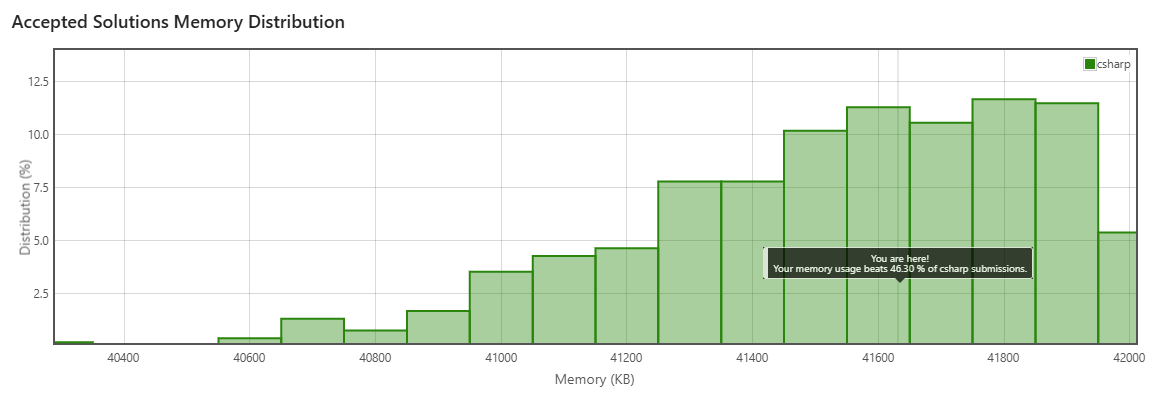 Accepted Solutions Memory Distribution
csharp
12.5
10.0
7.5
5.0
2.5
Distribution (%)
You are here!
Your memory usage beats 46.30 % of csharp submissions.
40400 40600 40800 41000 41200 41400 41600 41800 42000
Memory (KB)